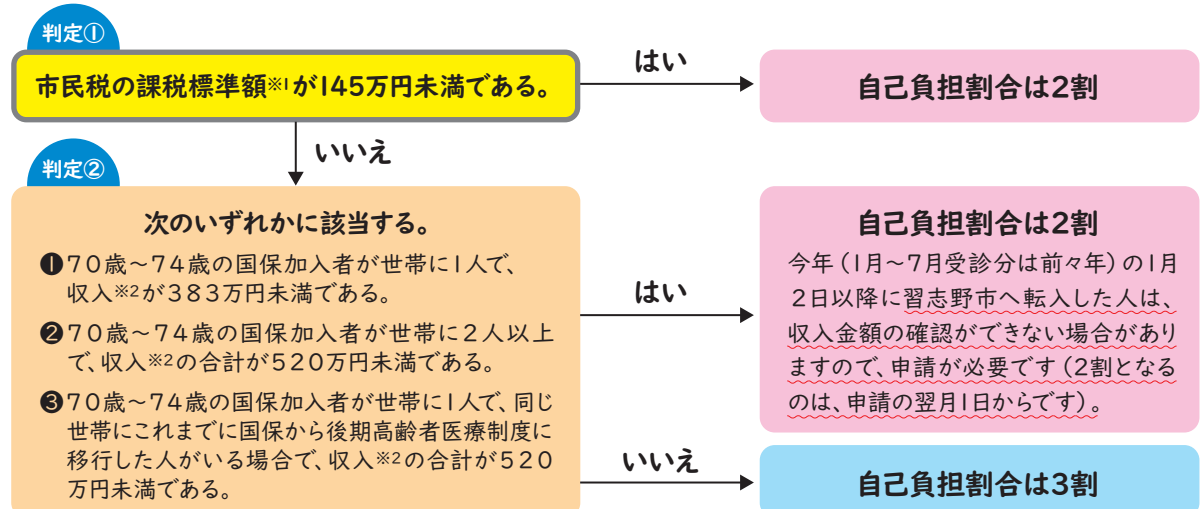 判定①
市民税の課税標準額※1が145万円未満である。
はい
自己負担割合は2割
いいえ
判定②
次のいずれかに該当する。
❶70歳～74歳の国保加入者が世帯に1人で、
収入※2が383万円未満である。
❷70歳～74歳の国保加入者が世帯に2人以上
で、収入※2の合計が520万円未満である。
❸70歳～74歳の国保加入者が世帯に1人で、同じ
世帯にこれまでに国保から後期高齢者医療制度に
移行した人がいる場合で、収入※2の合計が520
万円未満である。
はい
自己負担割合は2割
今年（1月～7月受診分は前々年）の1月
2日以降に習志野市へ転入した人は、
収入金額の確認ができない場合があり
ますので、申請が必要です（2割となる
のは、申請の翌月1日からです）。
いいえ
自己負担割合は3割